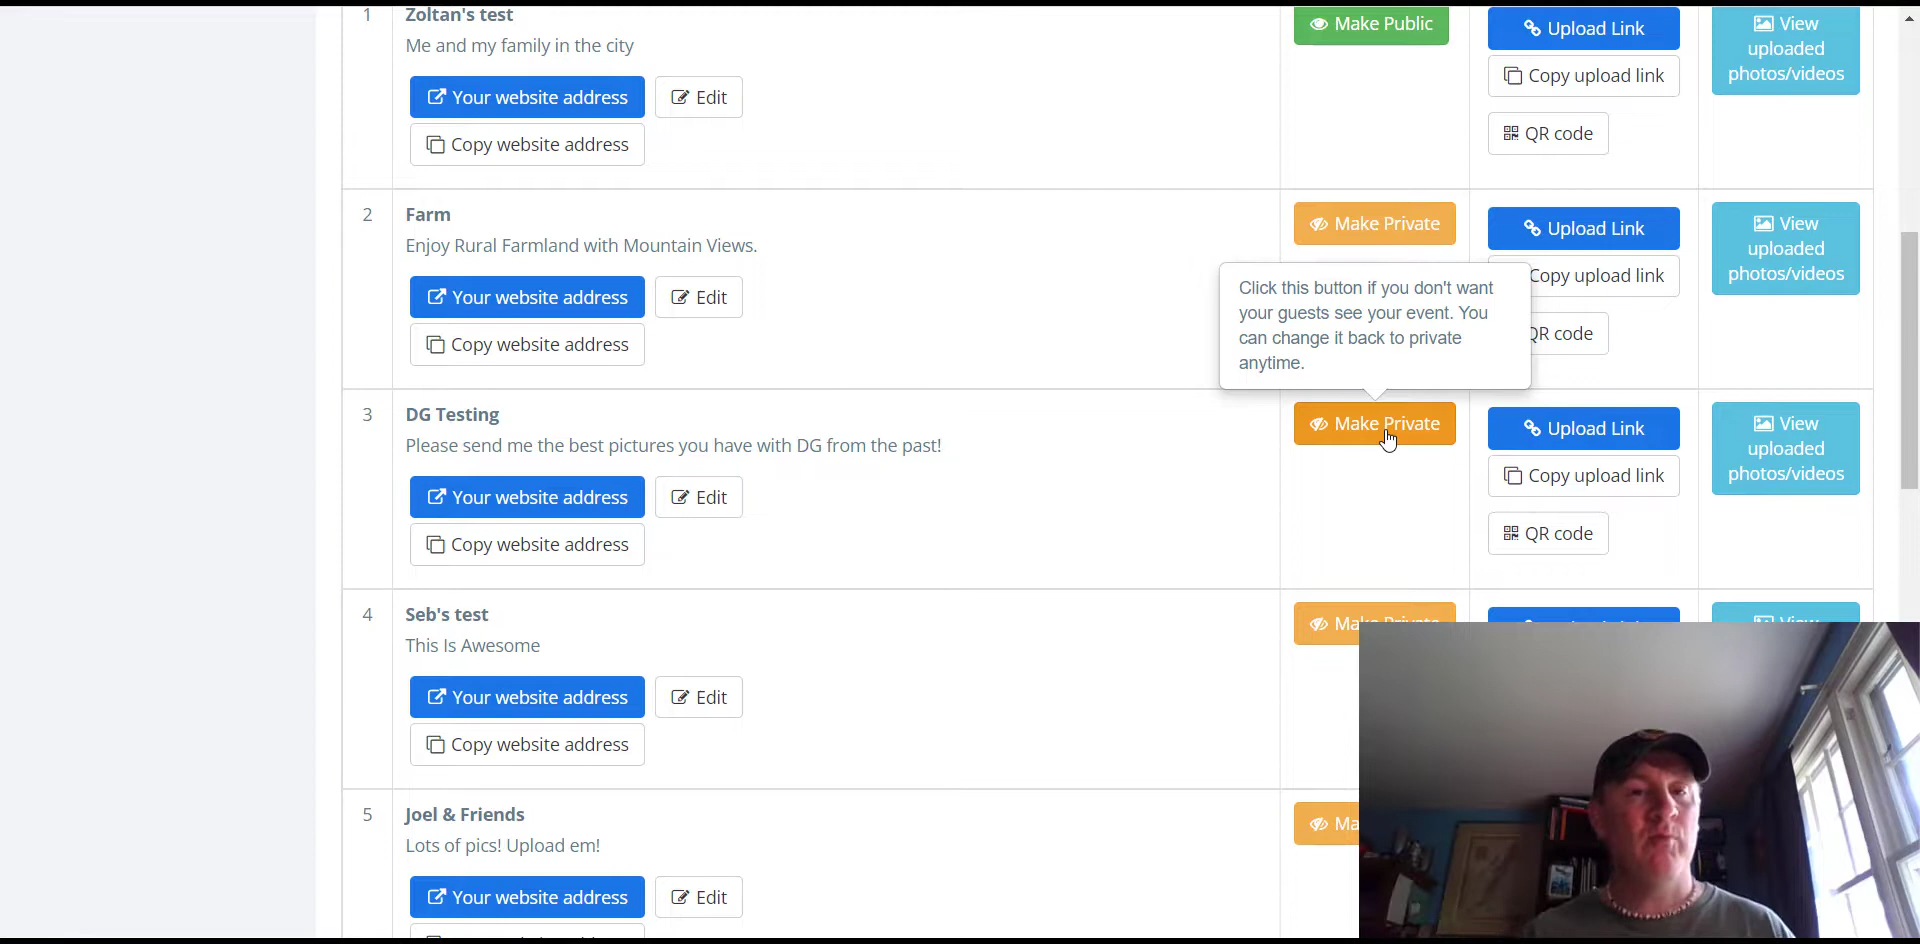 1
Zoltan's test
Me and my family in the city
Your website address
Edit
Copy website address
Make Public
Upload Link
Copy upload link
QR code
View
uploaded
photos/videos
2
Farm
Enjoy Rural Farmland with Mountain Views.
Your website address
Edit
Copy website address
Make Private
Upload Link
Copy upload link
QR code
View
uploaded
photos/videos
Click this button if you don't want
your guests see your event. You
can change it back to private
anytime.
3
DG Testing
Please send me the best pictures you have with DG from the past!
Your website address
Edit
Copy website address
Make Private
Upload Link
Copy upload link
QR code
View
uploaded
photos/videos
4
Seb's test
This Is Awesome
Your website address
Edit
Copy website address
Make Private
View
5
Joel & Friends
Lots of pics! Upload em!
Your website address
Edit
Ma